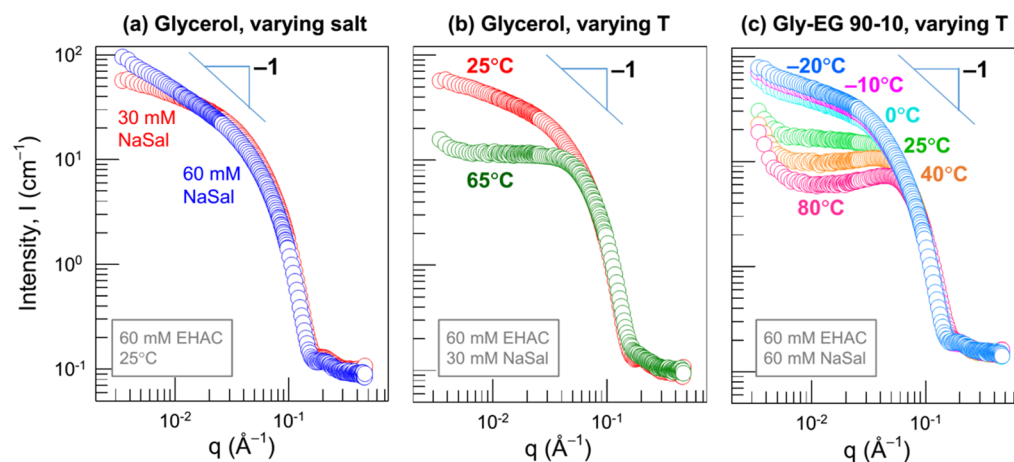 (a) Glycerol, varying salt
(b) Glycerol, varying T
(c) Gly-EG 90-10, varying T
Intensity, I (cm⁻¹)
10²
10¹
10⁰
10⁻¹
–1
30 mM
NaSal
60 mM
NaSal
60 mM EHAC
25°C
10⁻²
10⁻¹
q (Å⁻¹)
–1
25°C
65°C
60 mM EHAC
30 mM NaSal
10⁻²
10⁻¹
q (Å⁻¹)
–1
–20°C
–10°C
0°C
25°C
40°C
80°C
60 mM EHAC
60 mM NaSal
10⁻²
10⁻¹
q (Å⁻¹)